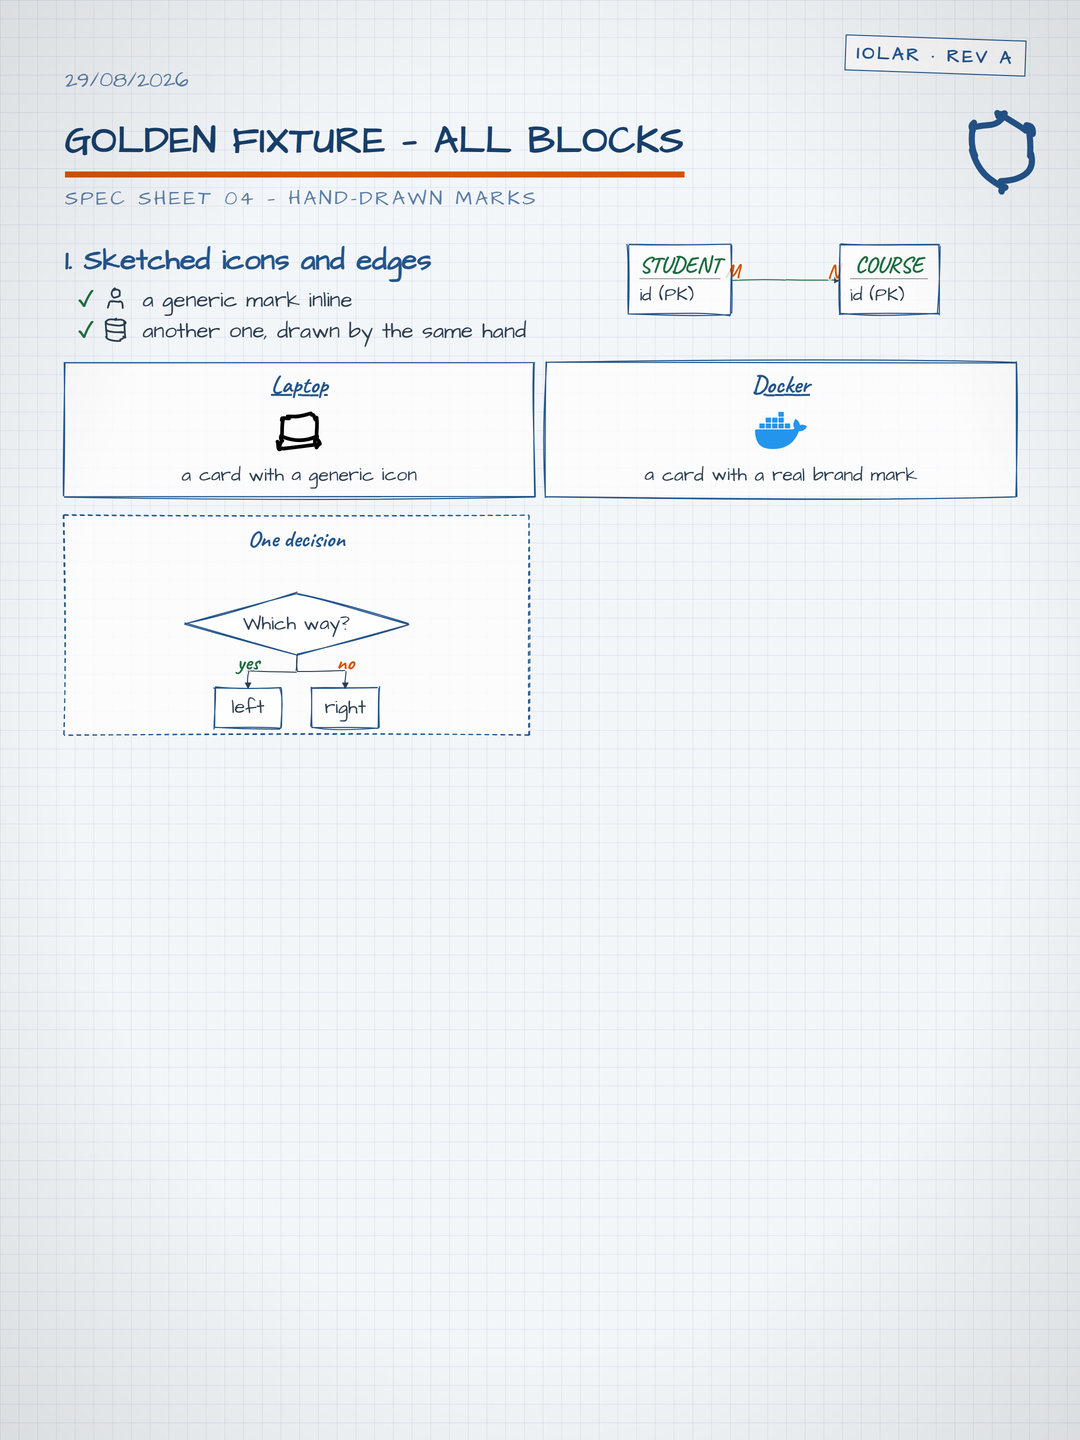 IOLAR · REV A
29/08/2026
GOLDEN FIXTURE - ALL BLOCKS
SPEC SHEET 04 - HAND-DRAWN MARKS
1. Sketched icons and edges
✓ a generic mark inline
✓ another one, drawn by the same hand
STUDENT M N COURSE
id (PK) id (PK)
Laptop
a card with a generic icon
Docker
a card with a real brand mark
One decision
Which way?
yes no
left right